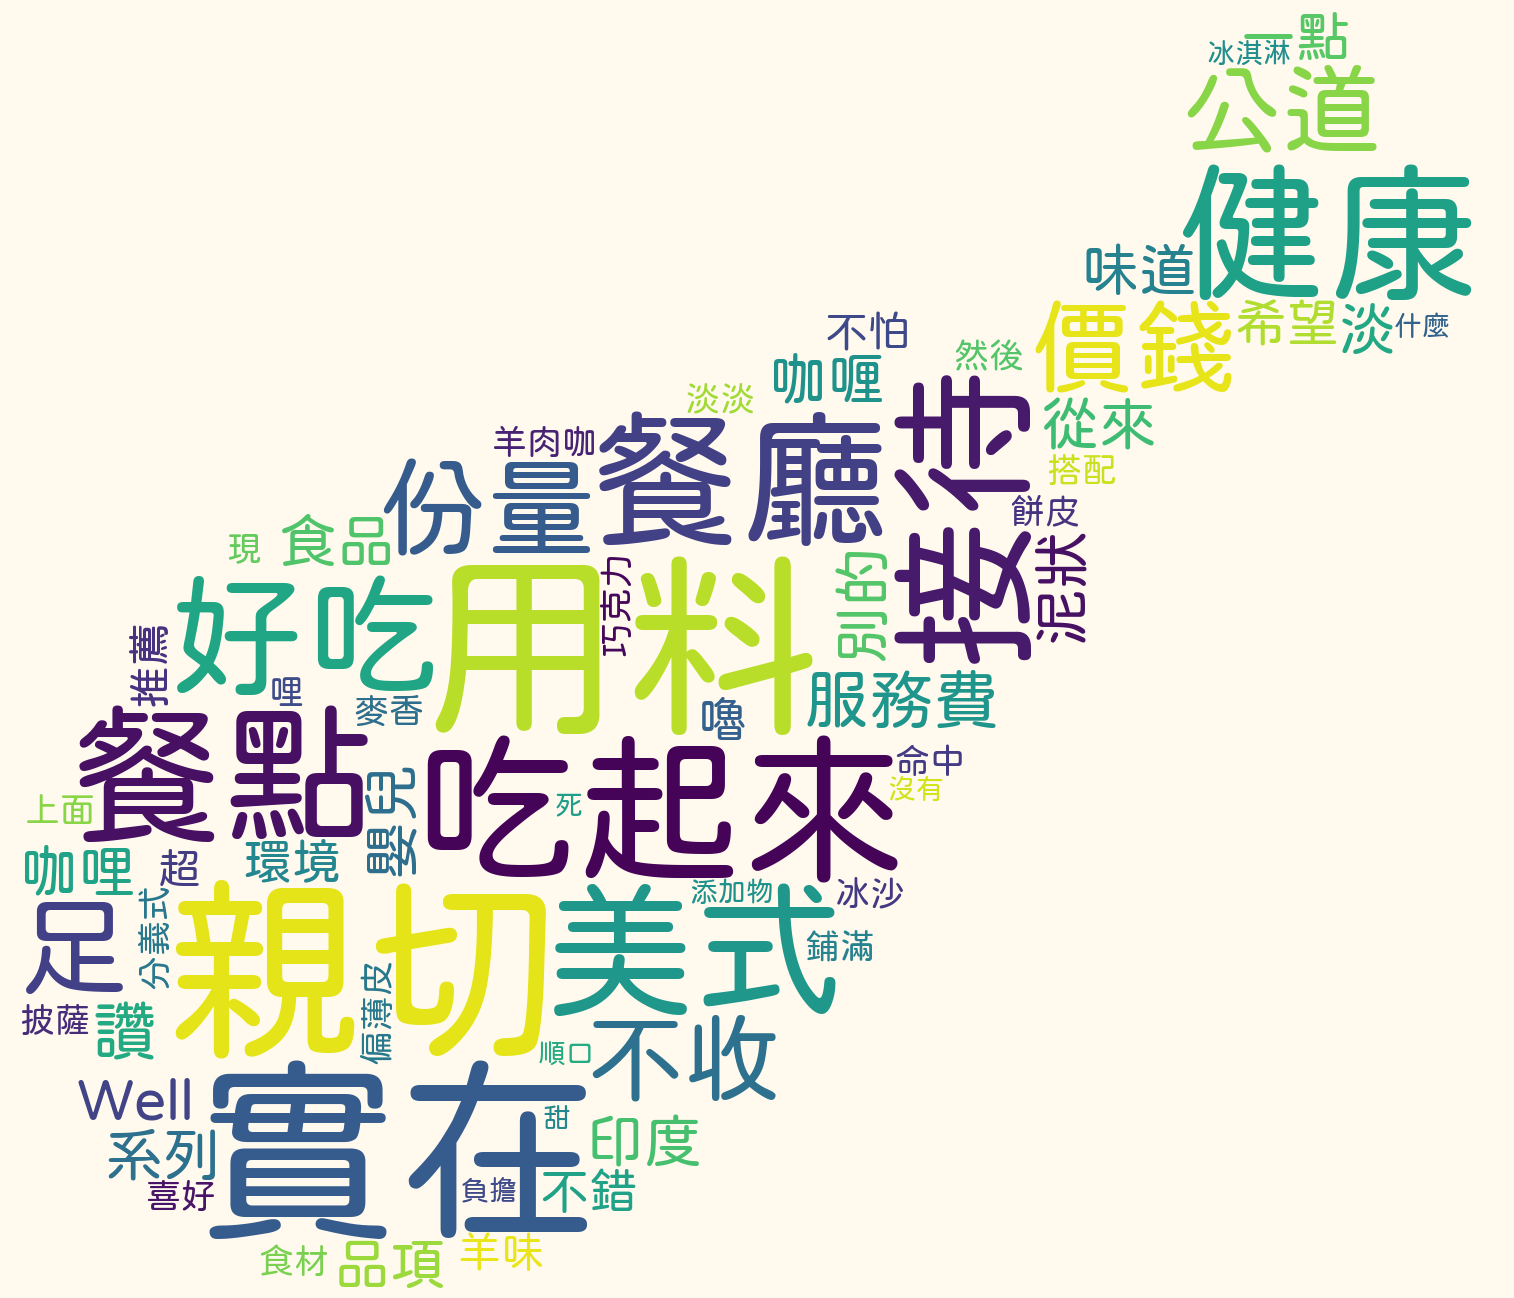 一點
冰淇淋
公道
健康
味道
價錢
希望
淡
什麼
不怕
然後
咖喱
淡淡
接待
從來
羊肉咖
餐廳
搭配
份量
餅皮
現
食品
泥狀
用料
巧克力
別的
好吃
推薦
哩
麥香
嚕
服務費
餐點
吃起來
命中
沒有
上面
嬰兒
死
咖哩
超
環境
添加物
冰沙
足
分義式
親切
美式
鋪滿
披薩
讚
偏薄皮
順口
不收
Well
實在
甜
印度
系列
喜好
負擔
不錯
食材
品項
羊味